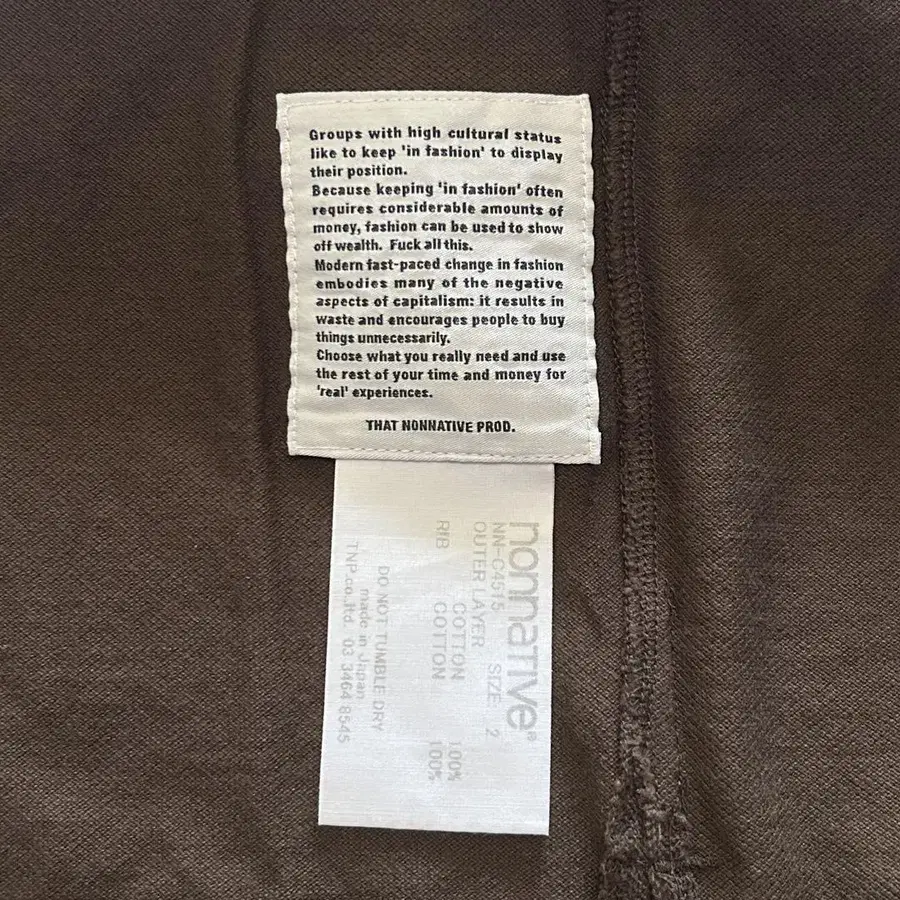 Groups with high cultural status
like to keep 'in fashion' to display
their position.
Because keeping 'in fashion' often
requires considerable amounts of
money, fashion can be used to show
off wealth. Fuck all this.
Modern fast-paced change in fashion
embodies many of the negative
aspects of capitalism: it results in
waste and encourages people to buy
things unnecessarily.
Choose what you really need and use
the rest of your time and money for
'real' experiences.
THAT NONNATIVE PROD.
nonnative®
NN-C4515 SIZE: 2
OUTER LAYER
COTTON 100%
RIB COTTON 100%
DO NOT TUMBLE DRY
made in Japan
TNP.co.ltd. 03 3464 8545